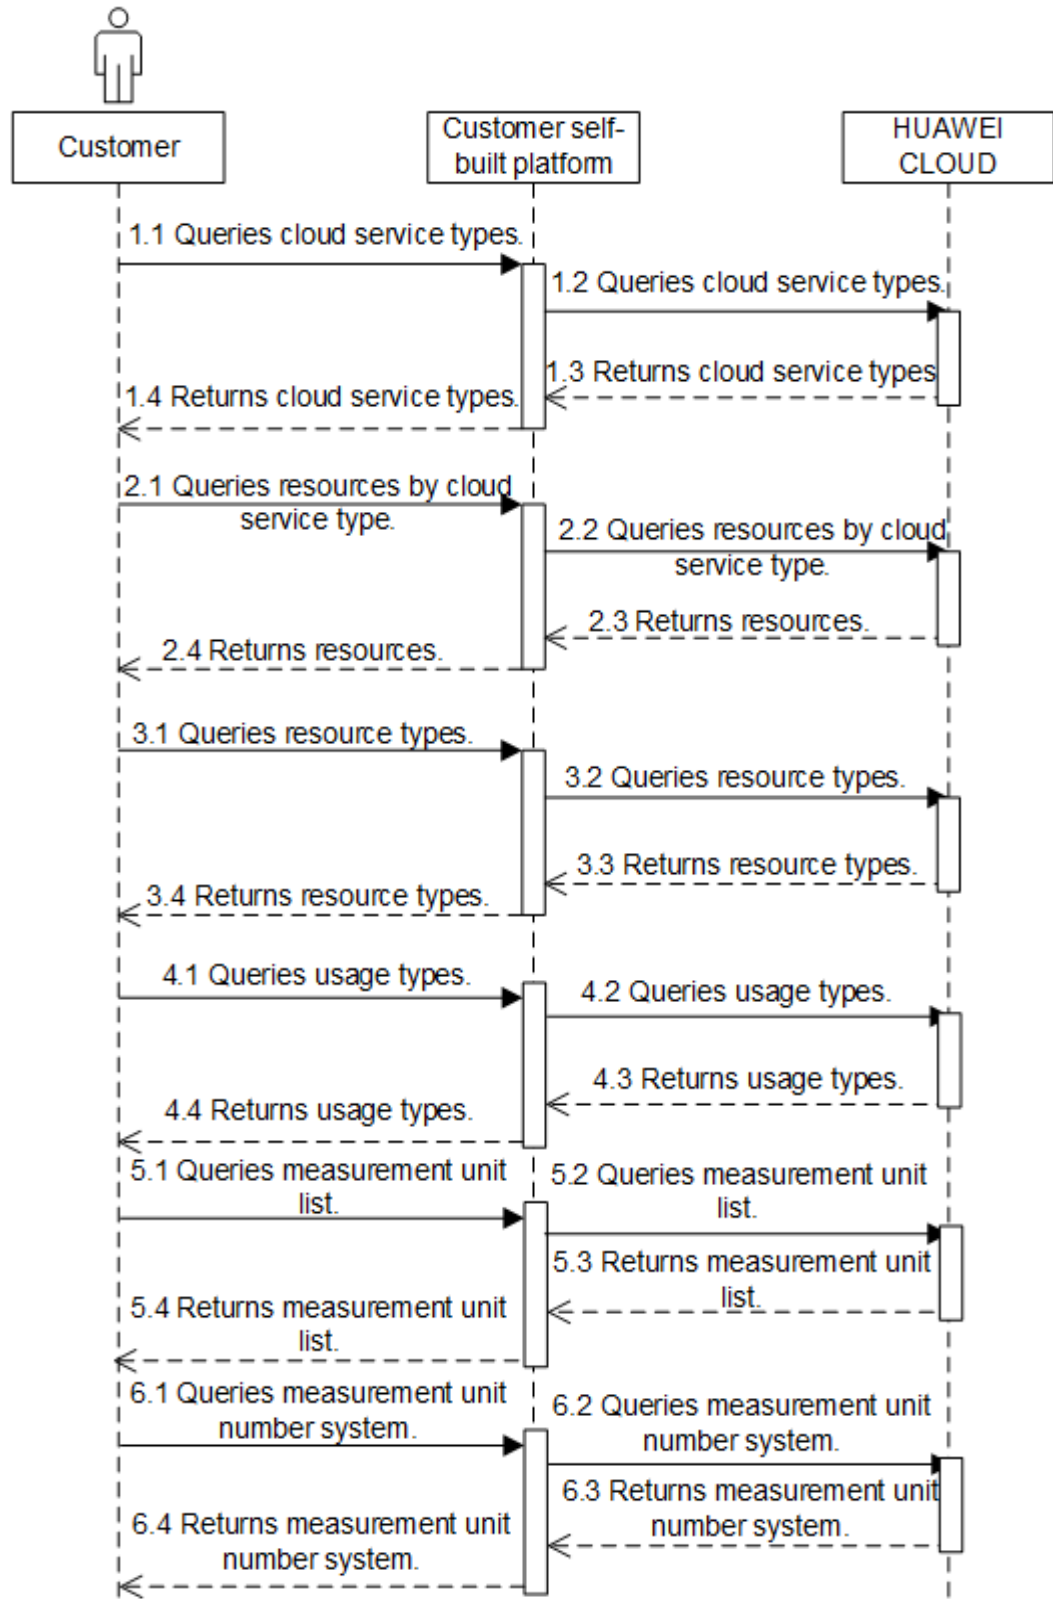 Customer
Customer self-
built platform
HUAWEI
CLOUD
1.1 Queries cloud service types.
1.2 Queries cloud service types.
1.3 Returns cloud service types
1.4 Returns cloud service types.
2.1 Queries resources by cloud
service type.
2.2 Queries resources by cloud
service type.
2.3 Returns resources.
2.4 Returns resources.
3.1 Queries resource types.
3.2 Queries resource types.
3.3 Returns resource types.
3.4 Returns resource types.
4.1 Queries usage types.
4.2 Queries usage types.
4.3 Returns usage types.
4.4 Returns usage types.
5.1 Queries measurement unit
list.
5.2 Queries measurement unit
list.
5.3 Returns measurement unit
list.
5.4 Returns measurement unit
list.
6.1 Queries measurement unit
number system.
6.2 Queries measurement unit
number system.
6.3 Returns measurement unit
number system.
6.4 Returns measurement unit
number system.